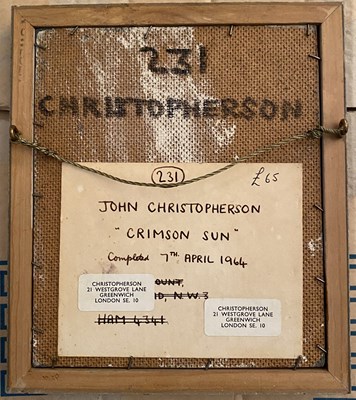 231
CHRISTOPHERSON
231
£65
JOHN CHRISTOPHERSON
"CRIMSON SUN"
Completed 7TH APRIL 1964
OUNT,
N.W.3
HAM 4341
CHRISTOPHERSON
21 WESTGROVE LANE
GREENWICH
LONDON SE. 10
CHRISTOPHERSON
21 WESTGROVE LANE
GREENWICH
LONDON SE. 10